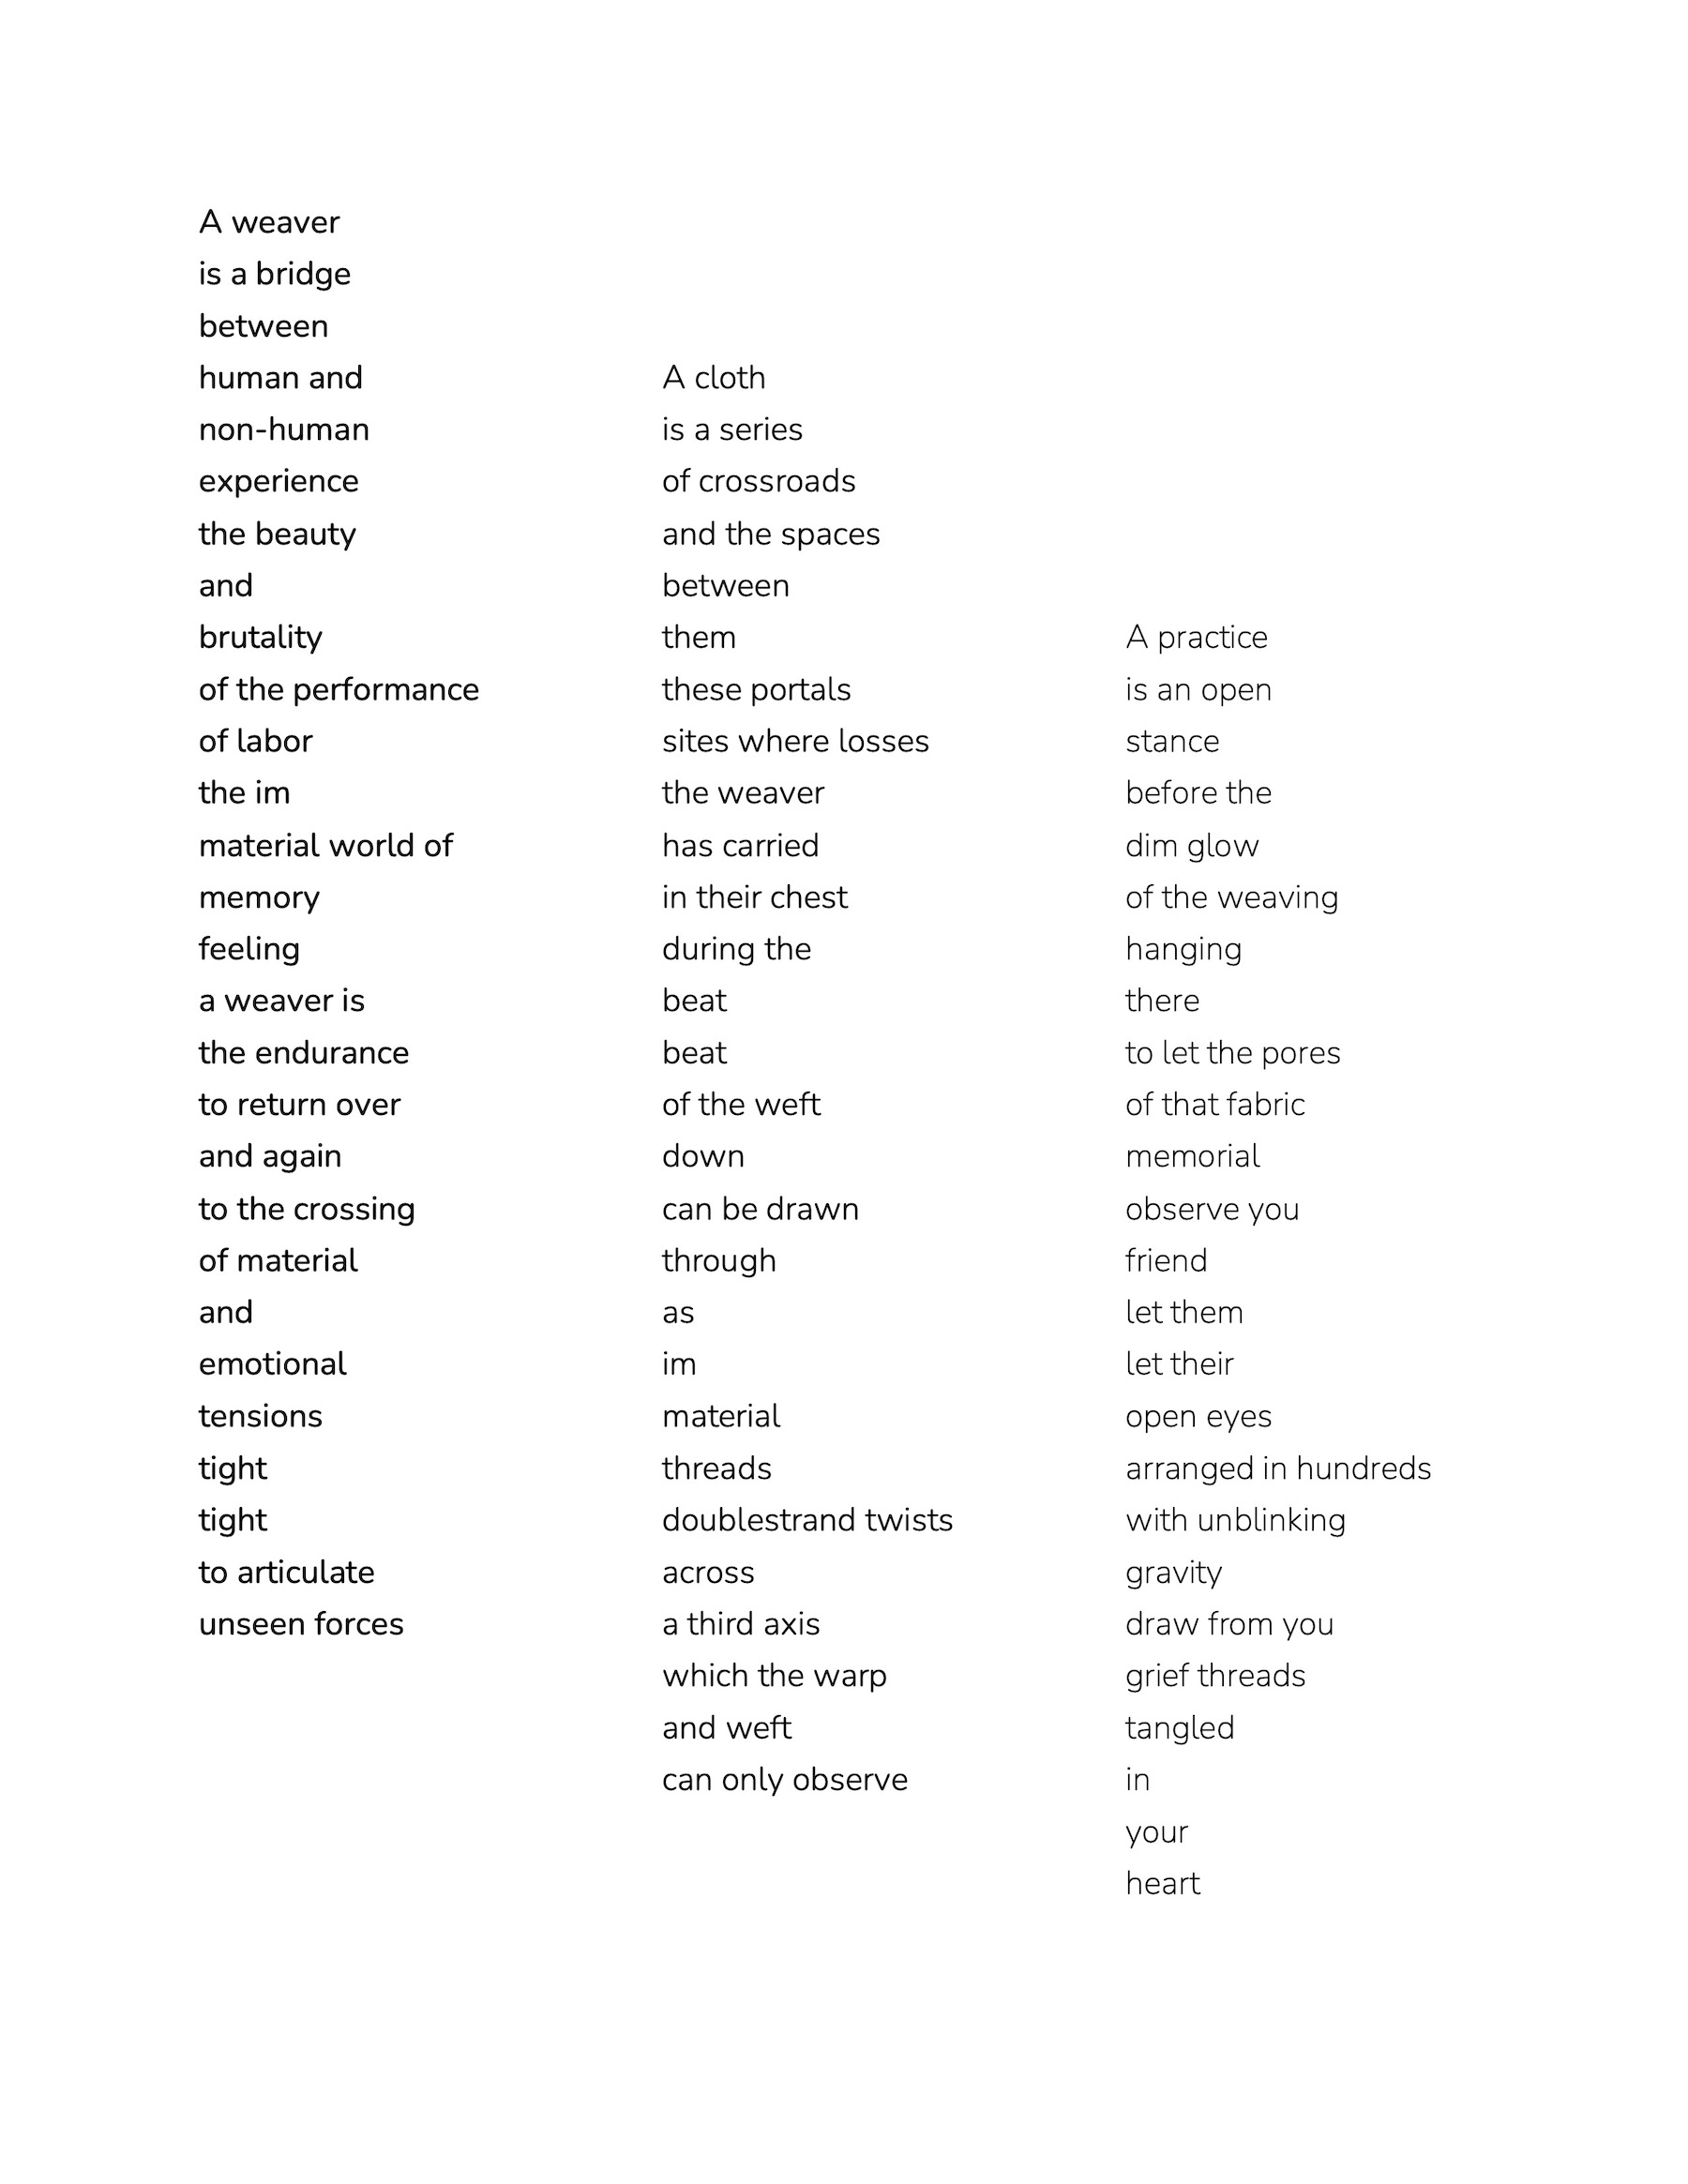 A weaver
is a bridge
between
human and
non-human
experience
the beauty
and
brutality
of the performance
of labor
the im
material world of
memory
feeling
a weaver is
the endurance
to return over
and again
to the crossing
of material
and
emotional
tensions
tight
tight
to articulate
unseen forces
A cloth
is a series
of crossroads
and the spaces
between
them
these portals
sites where losses
the weaver
has carried
in their chest
during the
beat
beat
of the weft
down
can be drawn
through
as
im
material
threads
doublestrand twists
across
a third axis
which the warp
and weft
can only observe
A practice
is an open
stance
before the
dim glow
of the weaving
hanging
there
to let the pores
of that fabric
memorial
observe you
friend
let them
let their
open eyes
arranged in hundreds
with unblinking
gravity
draw from you
grief threads
tangled
in
your
heart